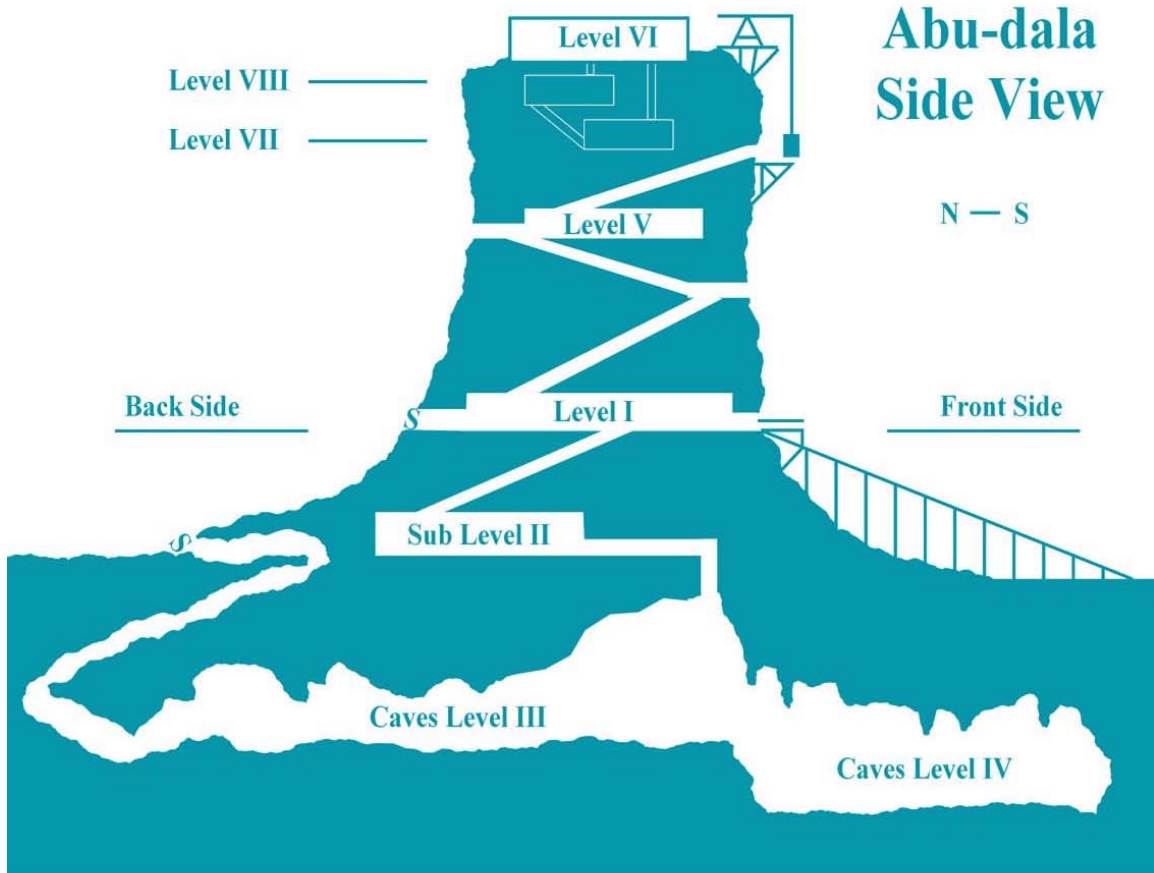 Abu-dala
Side View
Level VI
Level VIII
Level VII
N — S
Level V
Back Side
Level I
Front Side
S
Sub Level II
S
Caves Level III
Caves Level IV